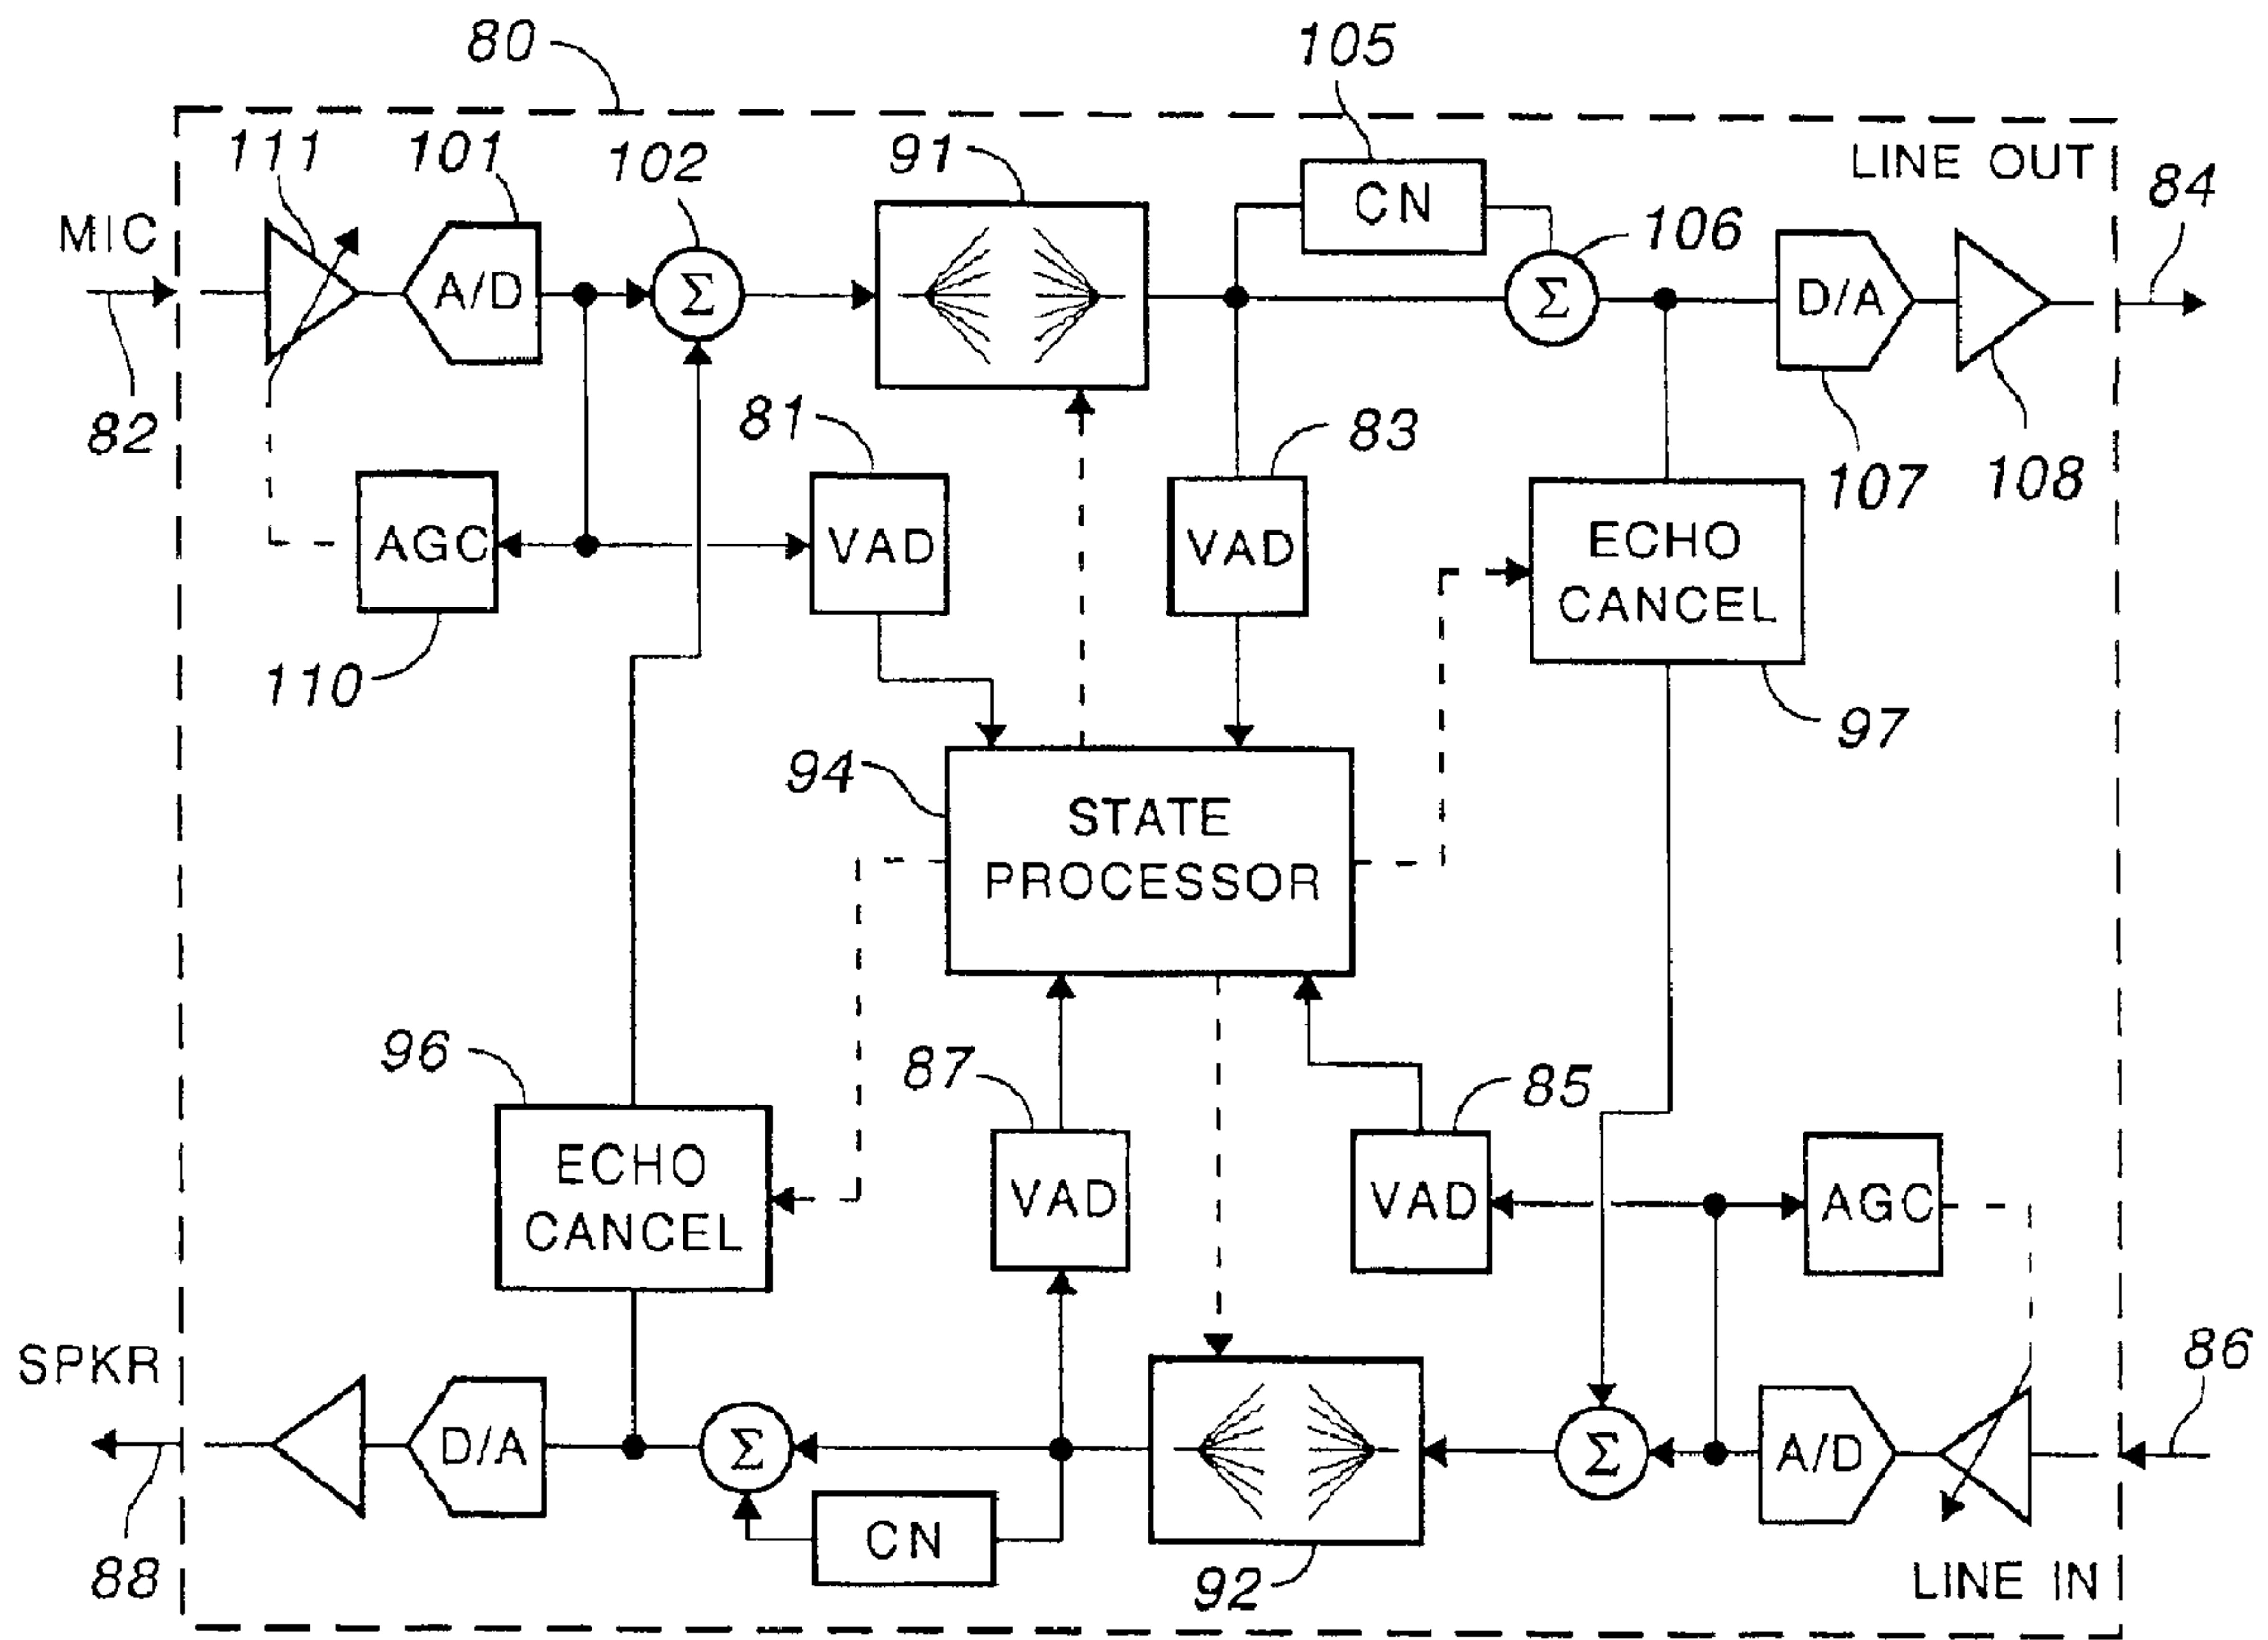 80
105
111
101
102
91
CN
LINE OUT
84
MIC
A/D
Σ
106
Σ
D/A
82
81
83
107
108
AGC
VAD
VAD
ECHO
CANCEL
110
97
94
STATE
PROCESSOR
96
87
85
ECHO
CANCEL
VAD
VAD
AGC
SPKR
86
D/A
Σ
Σ
A/D
88
CN
92
LINE IN